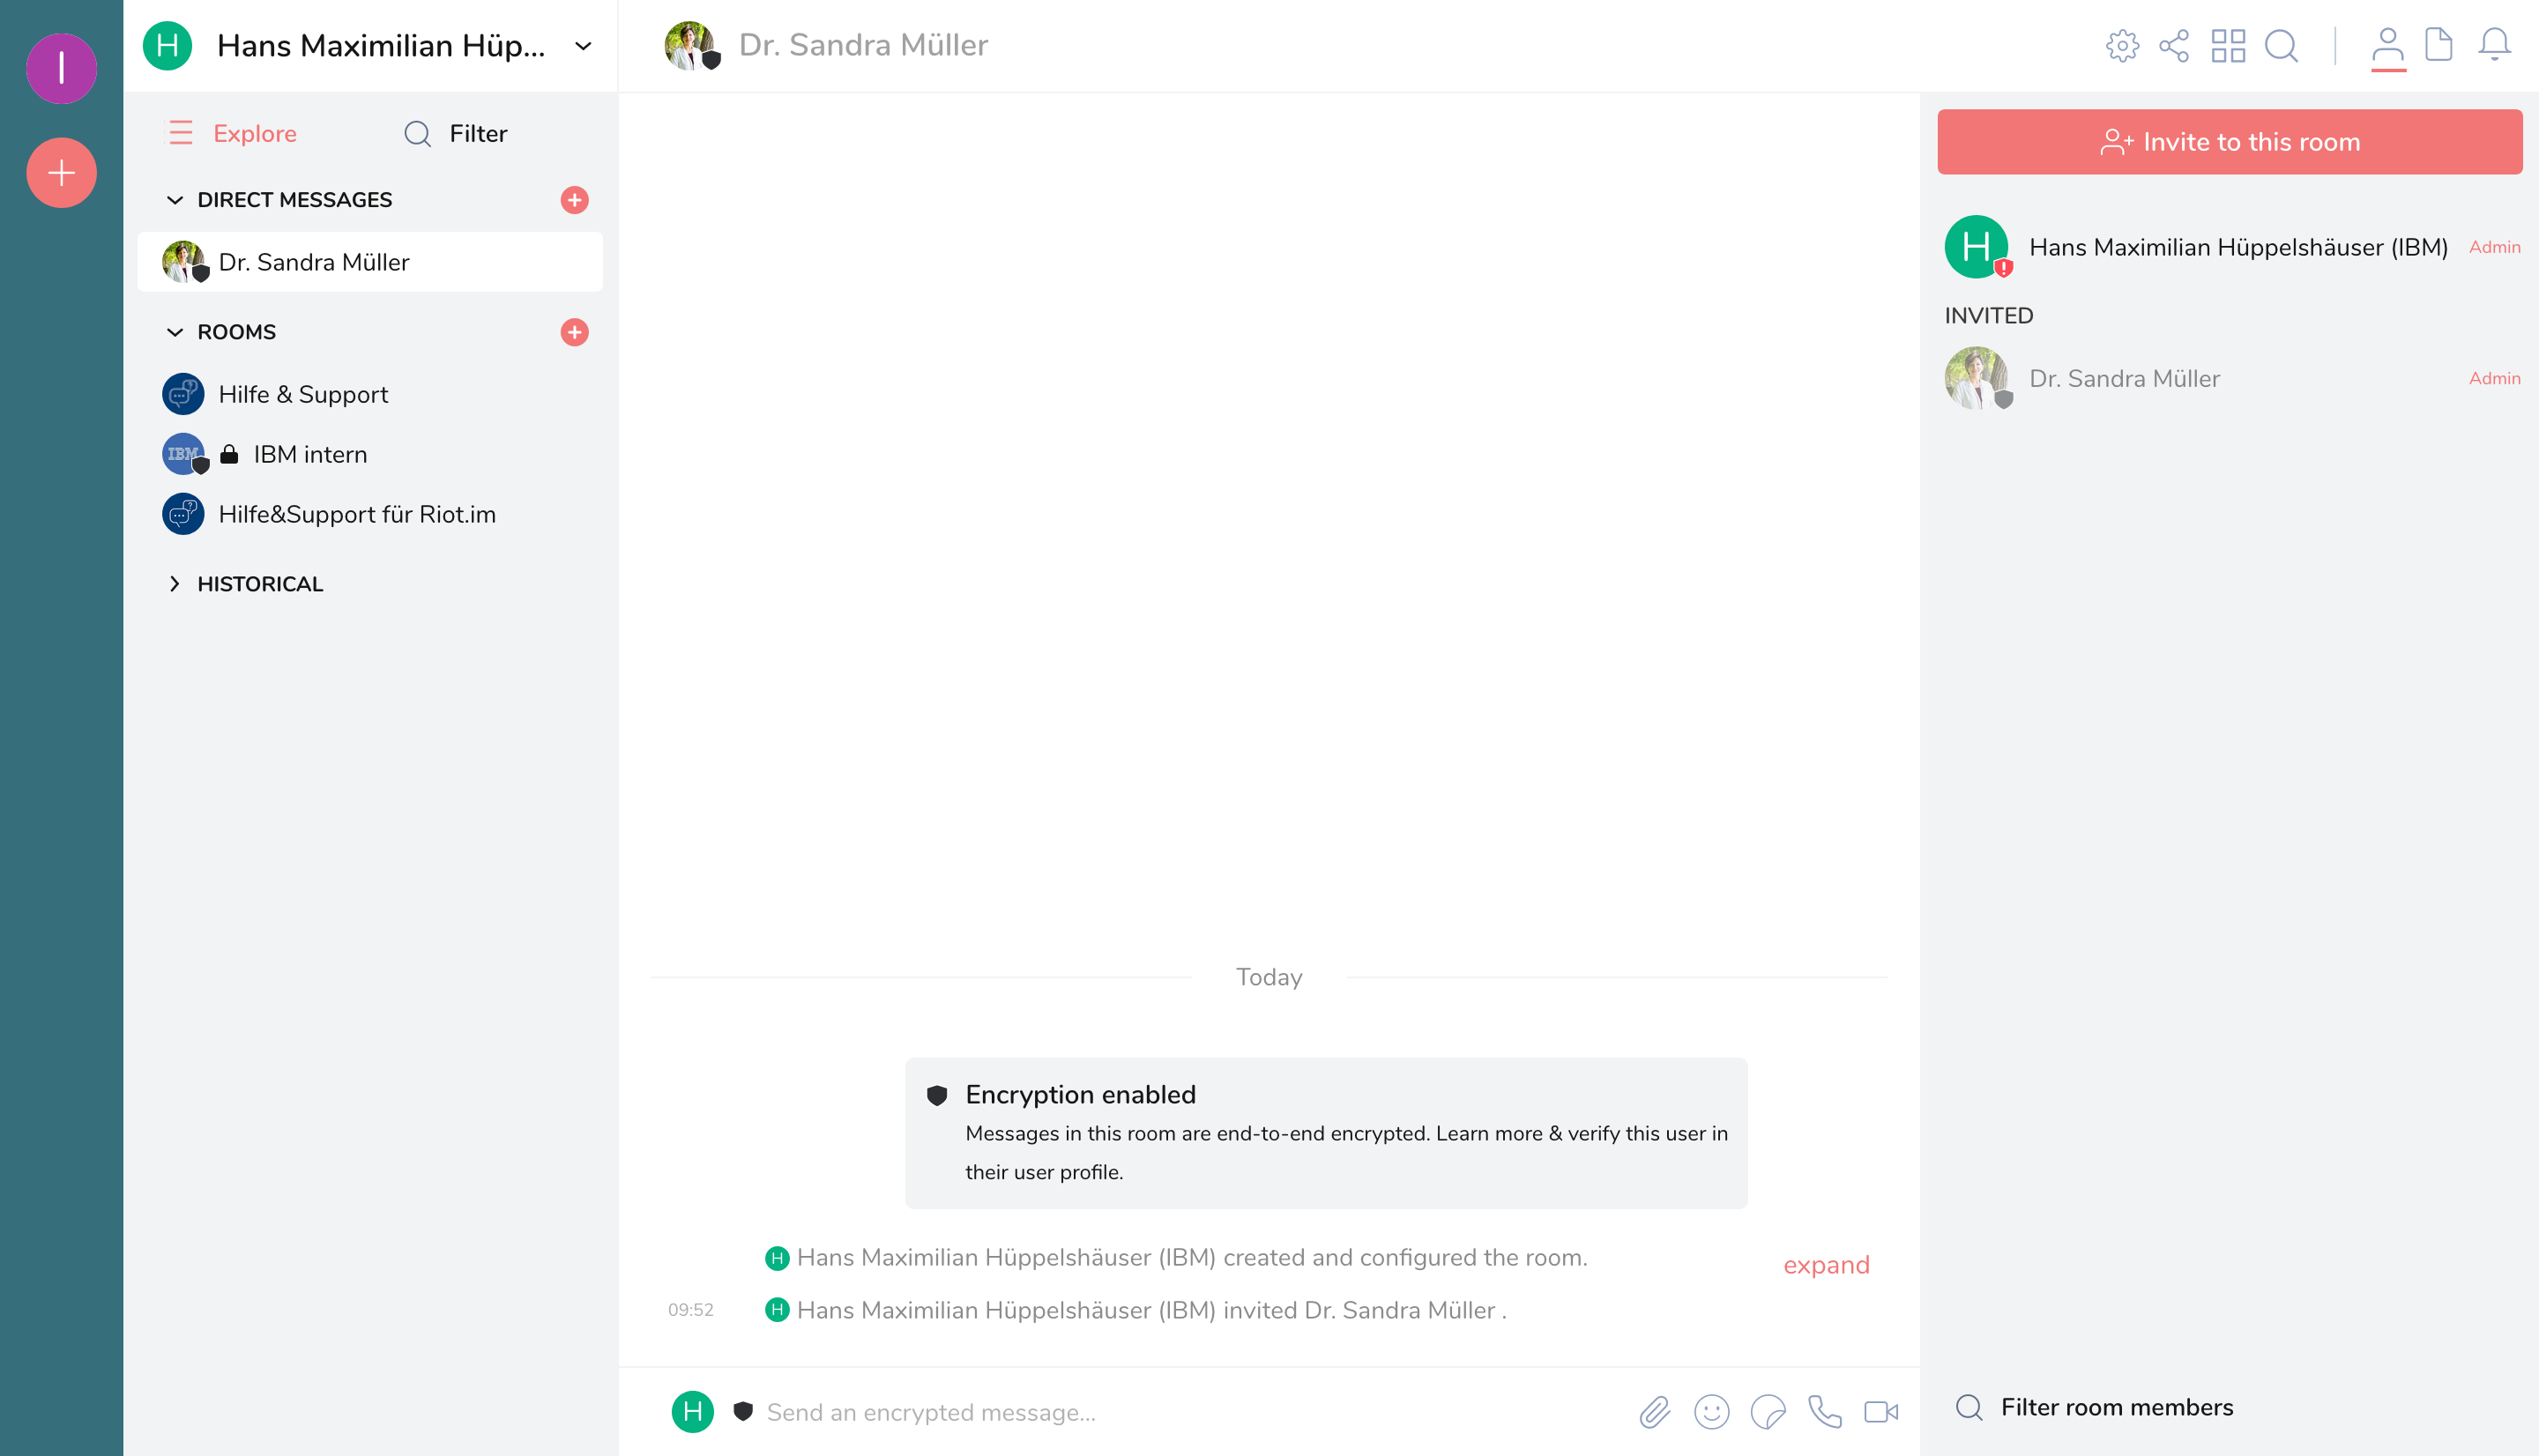 I
H
Hans Maximilian Hüp...
Explore
Filter
DIRECT MESSAGES
Dr. Sandra Müller
ROOMS
Hilfe & Support
IBM
IBM intern
Hilfe&Support für Riot.im
HISTORICAL
Dr. Sandra Müller
Today
Encryption enabled
Messages in this room are end-to-end encrypted. Learn more & verify this user in
their user profile.
H Hans Maximilian Hüppelshäuser (IBM) created and configured the room.
expand
09:52 H Hans Maximilian Hüppelshäuser (IBM) invited Dr. Sandra Müller .
H Send an encrypted message...
Invite to this room
H Hans Maximilian Hüppelshäuser (IBM) Admin
INVITED
Dr. Sandra Müller Admin
Filter room members